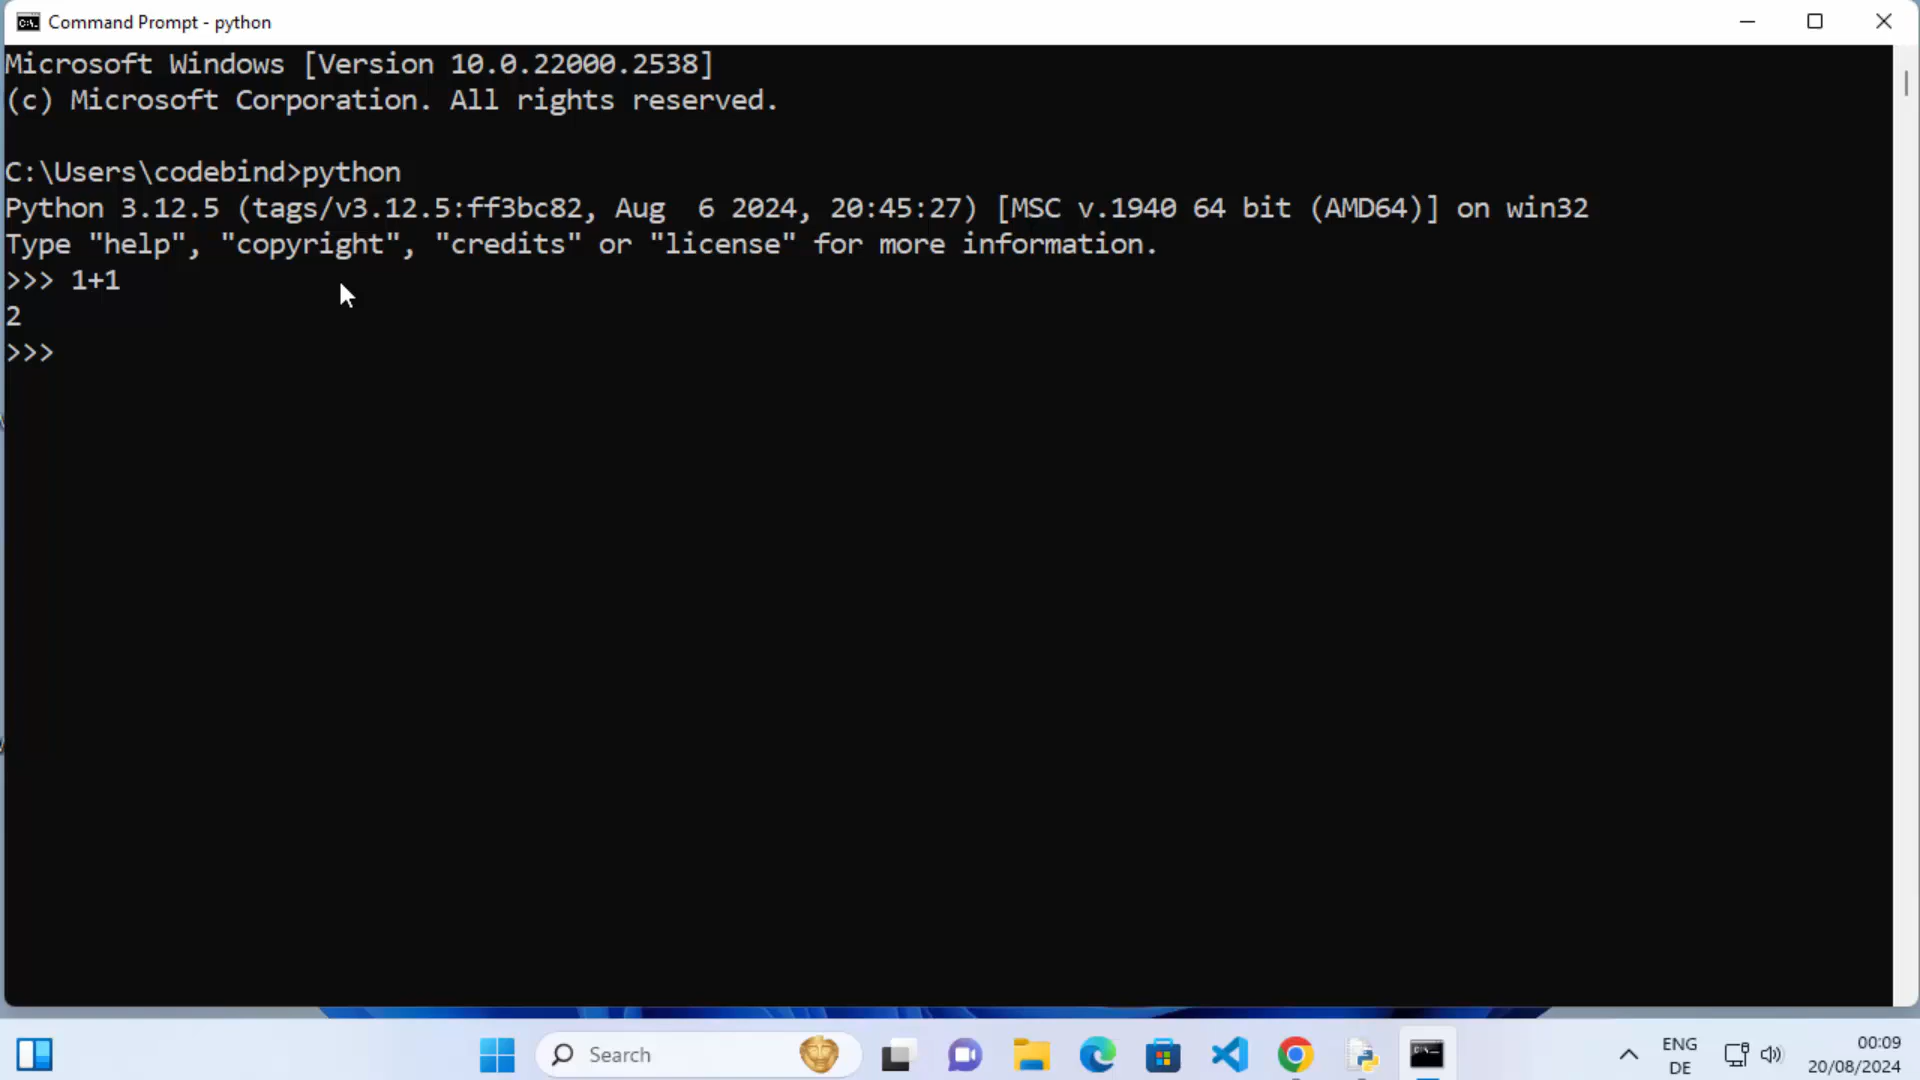 Command Prompt - python
Microsoft Windows [Version 10.0.22000.2538]
(c) Microsoft Corporation. All rights reserved.
C:\Users\codebind>python
Python 3.12.5 (tags/v3.12.5:ff3bc82, Aug  6 2024, 20:45:27) [MSC v.1940 64 bit (AMD64)] on win32
Type "help", "copyright", "credits" or "license" for more information.
>>> 1+1
2
>>>
Search
ENG
DE
00:09
20/08/2024